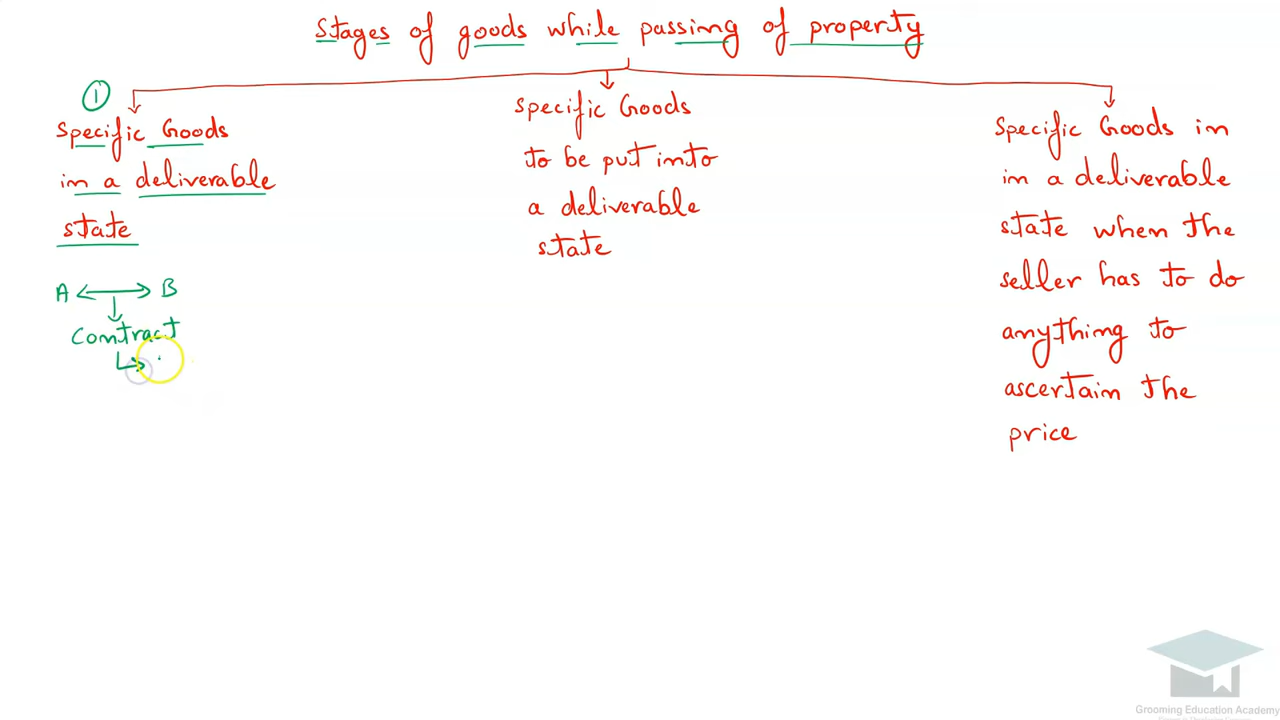 Stages of goods while passing of property
①
Specific Goods
in a deliverable
state
A B
Contract
Specific Goods
to be put into
a deliverable
state
Specific Goods in
in a deliverable
state when the
seller has to do
anything to
ascertain the
price
Grooming Education Academy